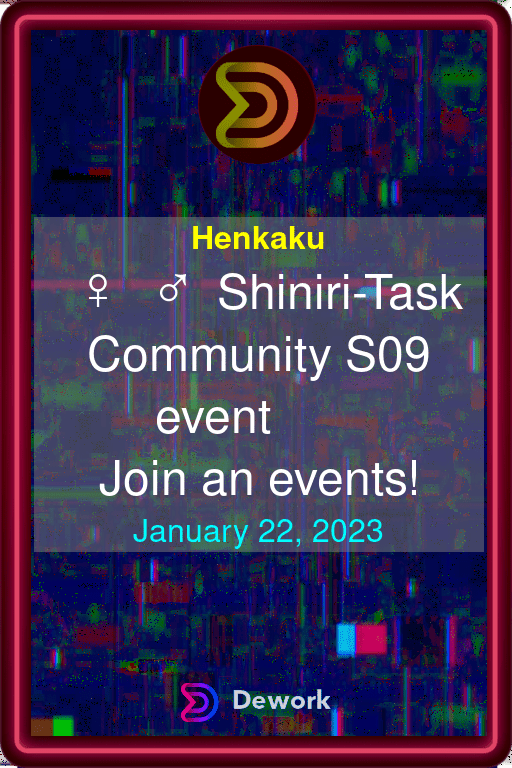 Henkaku
♀ ♂ Shiniri-Task
Community S09
event
Join an events!
January 22, 2023
Dework